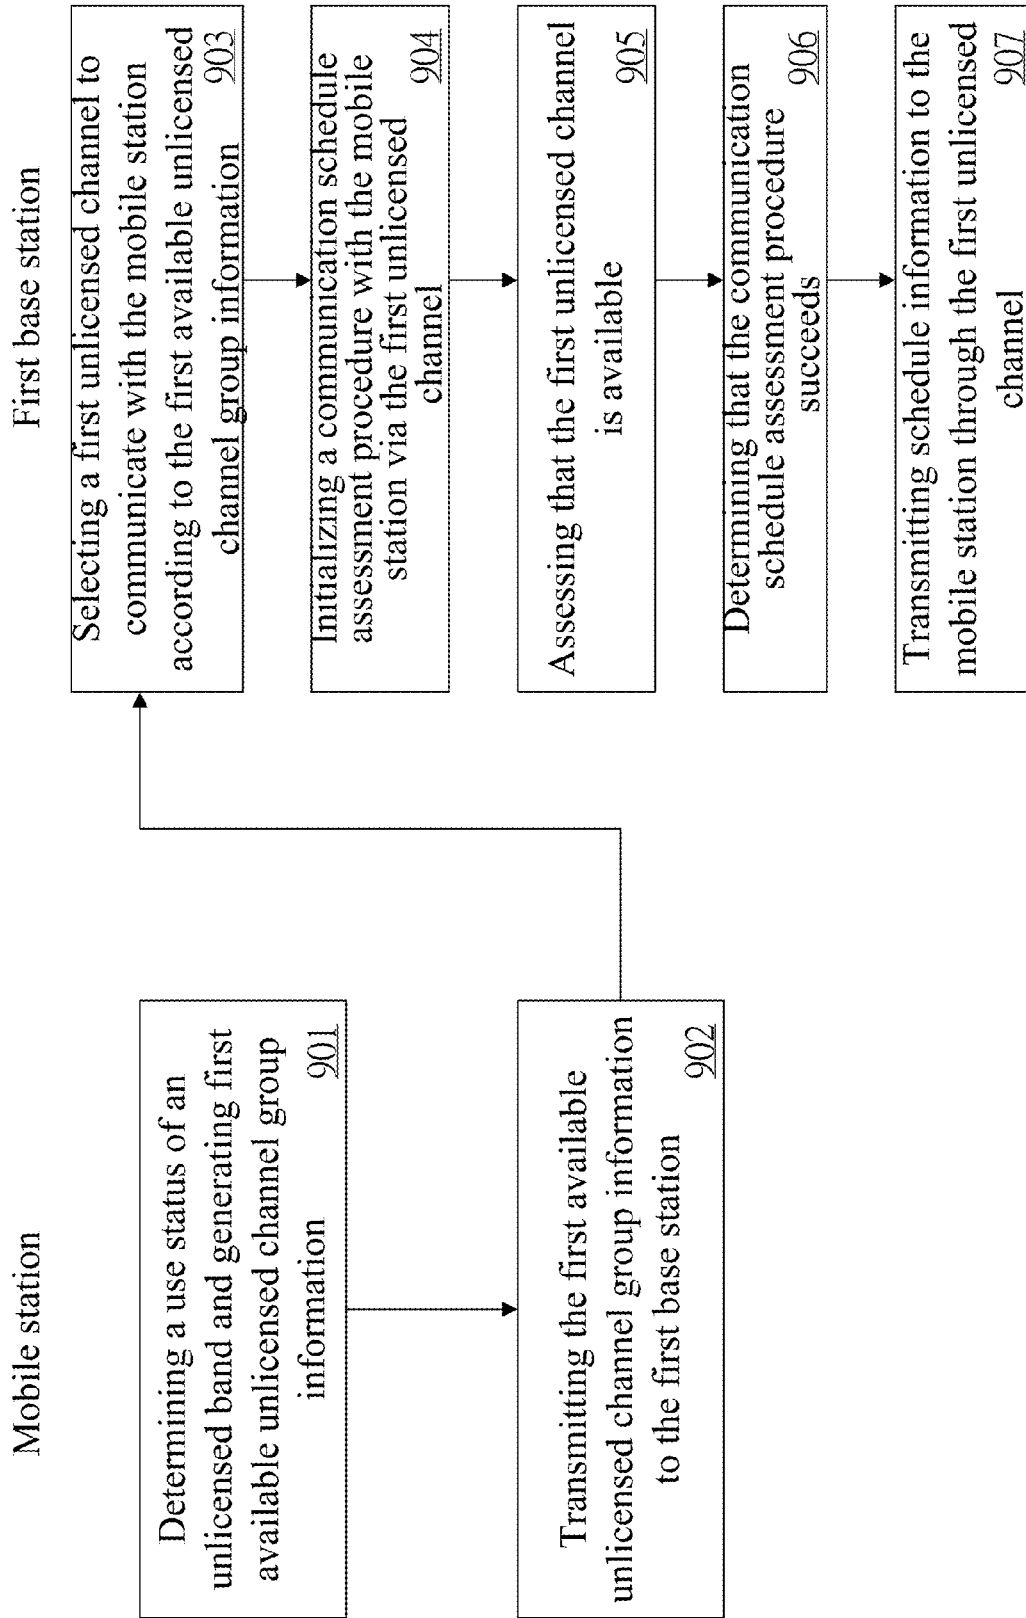 Mobile station
Determining a use status of an
unlicensed band and generating first
available unlicensed channel group
information
901
Transmitting the first available
unlicensed channel group information
to the first base station
902
First base station
Selecting a first unlicensed channel to
communicate with the mobile station
according to the first available unlicensed
channel group information
903
Initializing a communication schedule
assessment procedure with the mobile
station via the first unlicensed
channel
904
Assessing that the first unlicensed channel
is available
905
Determining that the communication
schedule assessment procedure
succeeds
906
Transmitting schedule information to the
mobile station through the first unlicensed
channel
907